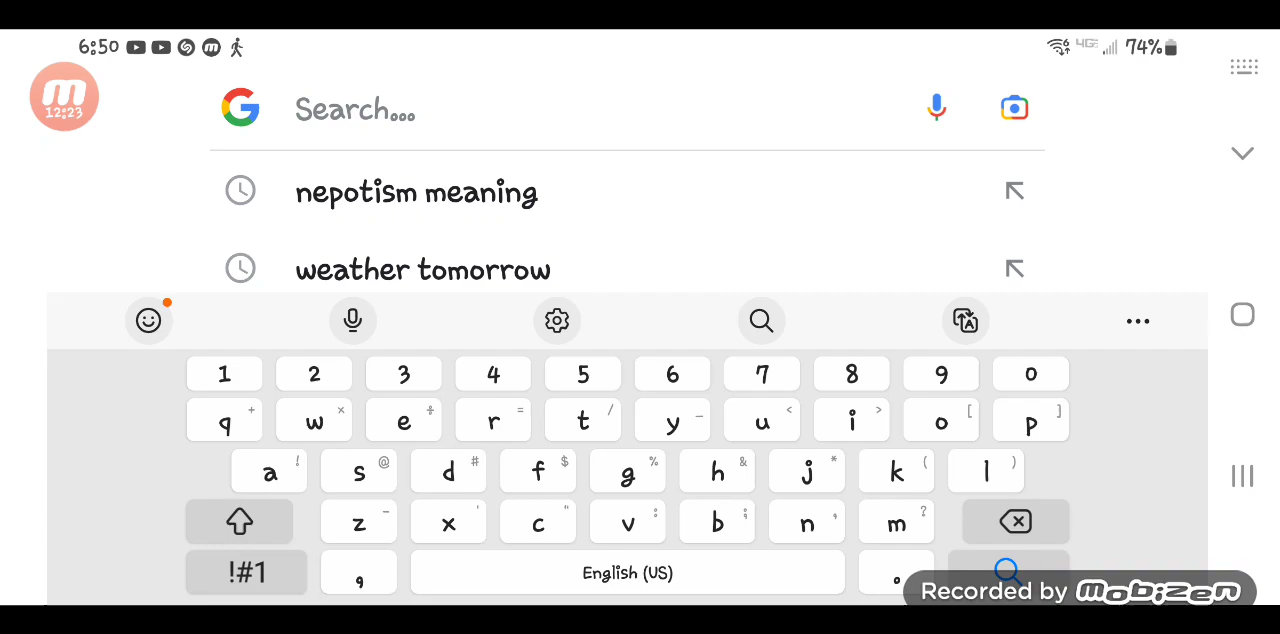 6:50
4GE 74%
m
12:23
G Search...
nepotism meaning
weather tomorrow
1 2 3 4 5 6 7 8 9 0
q + w × e ÷ r = t / y _ u < i > o [ p ]
a ! s @ d # f $ g % h & j * k ( l )
z - x ' c " v : b ; n , m ?
!#1 , English (US) .
Recorded by mobizen